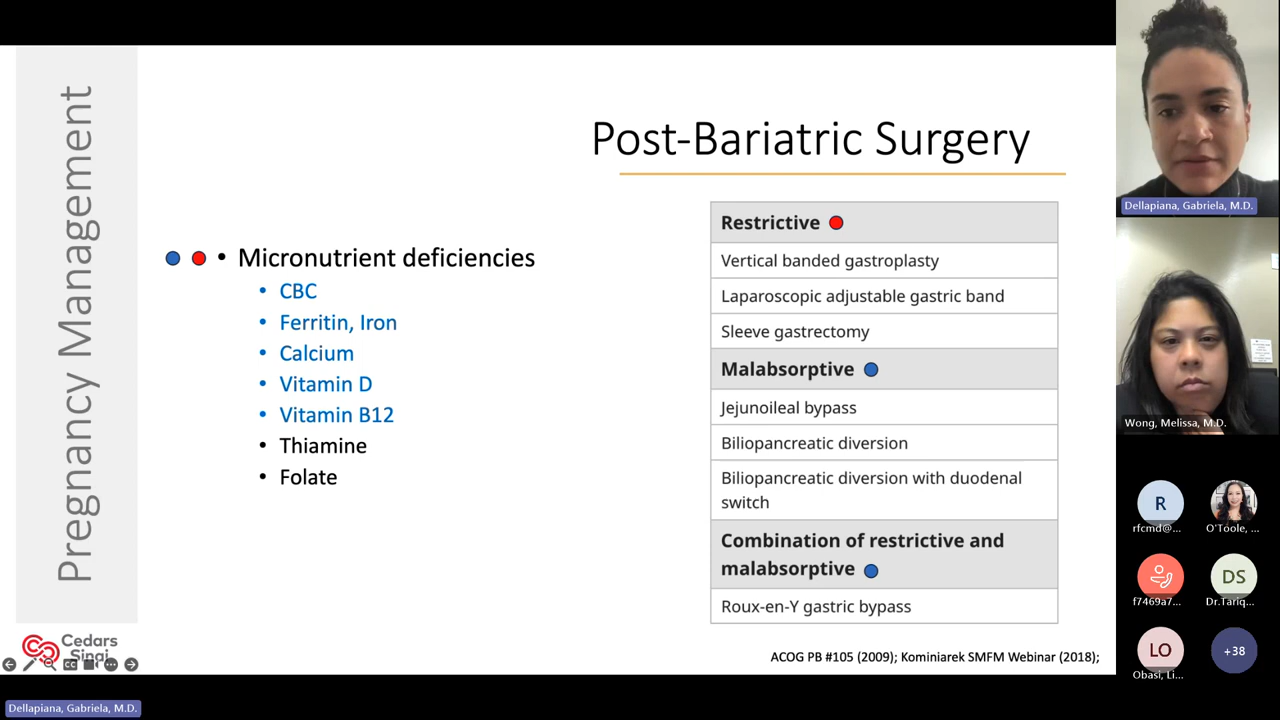 Pregnancy Management
Post-Bariatric Surgery
• Micronutrient deficiencies
• CBC
• Ferritin, Iron
• Calcium
• Vitamin D
• Vitamin B12
• Thiamine
• Folate
Restrictive
Vertical banded gastroplasty
Laparoscopic adjustable gastric band
Sleeve gastrectomy
Malabsorptive
Jejunoileal bypass
Biliopancreatic diversion
Biliopancreatic diversion with duodenal
switch
Combination of restrictive and
malabsorptive
Roux-en-Y gastric bypass
Cedars
Sinai
ACOG PB #105 (2009); Kominiarek SMFM Webinar (2018);
Dellapiana, Gabriela, M.D.
Dellapiana, Gabriela, M.D.
Wong, Melissa, M.D.
R
rfcmd@...
O'Toole, ...
f7469a7...
DS
Dr.Tariq...
LO
Obasi, Li...
+38